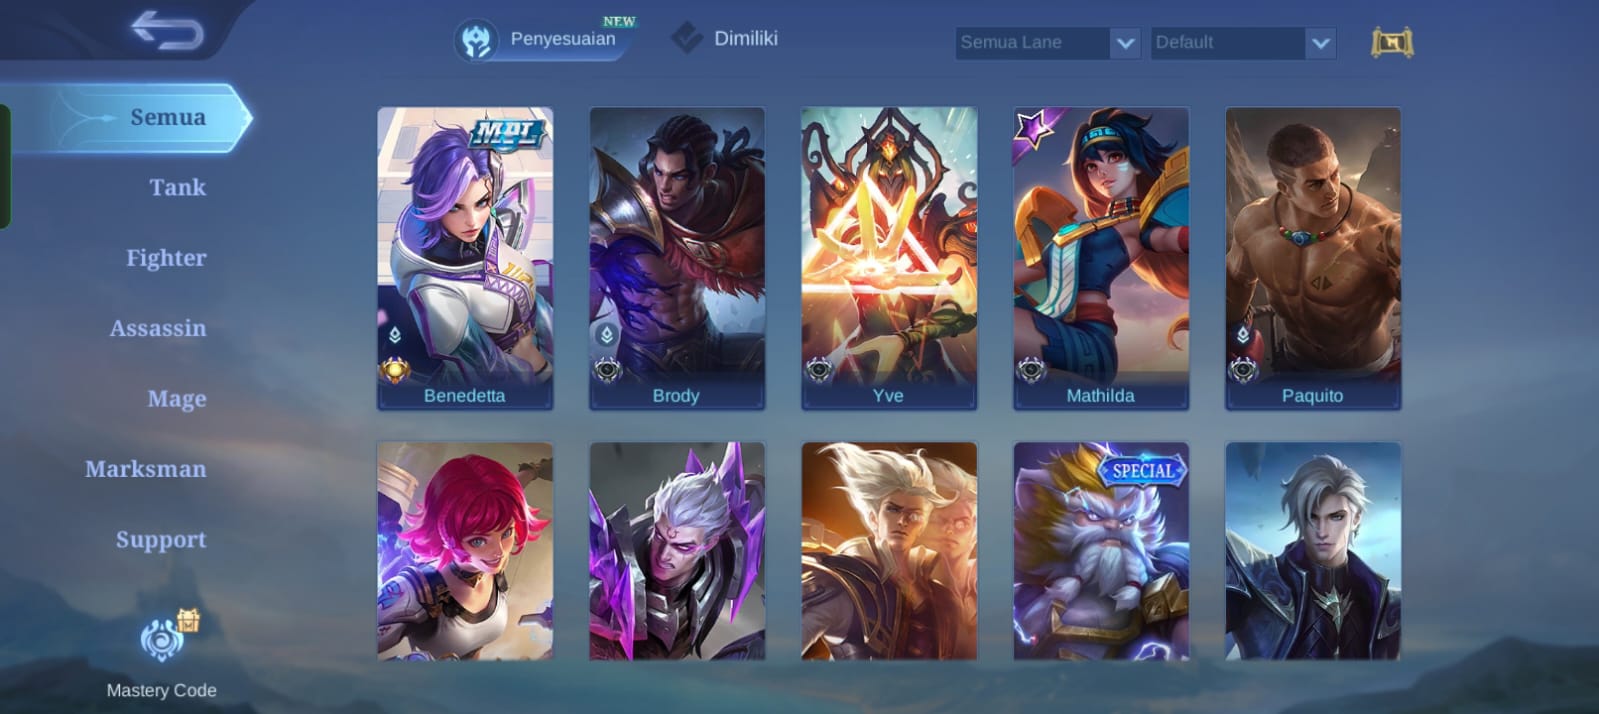 NEW
Penyesuaian
Dimiliki
Semua Lane
Default
Semua
Tank
Fighter
Assassin
Mage
Marksman
Support
Mastery Code
MPL
Benedetta
Brody
Yve
Mathilda
Paquito
SPECIAL